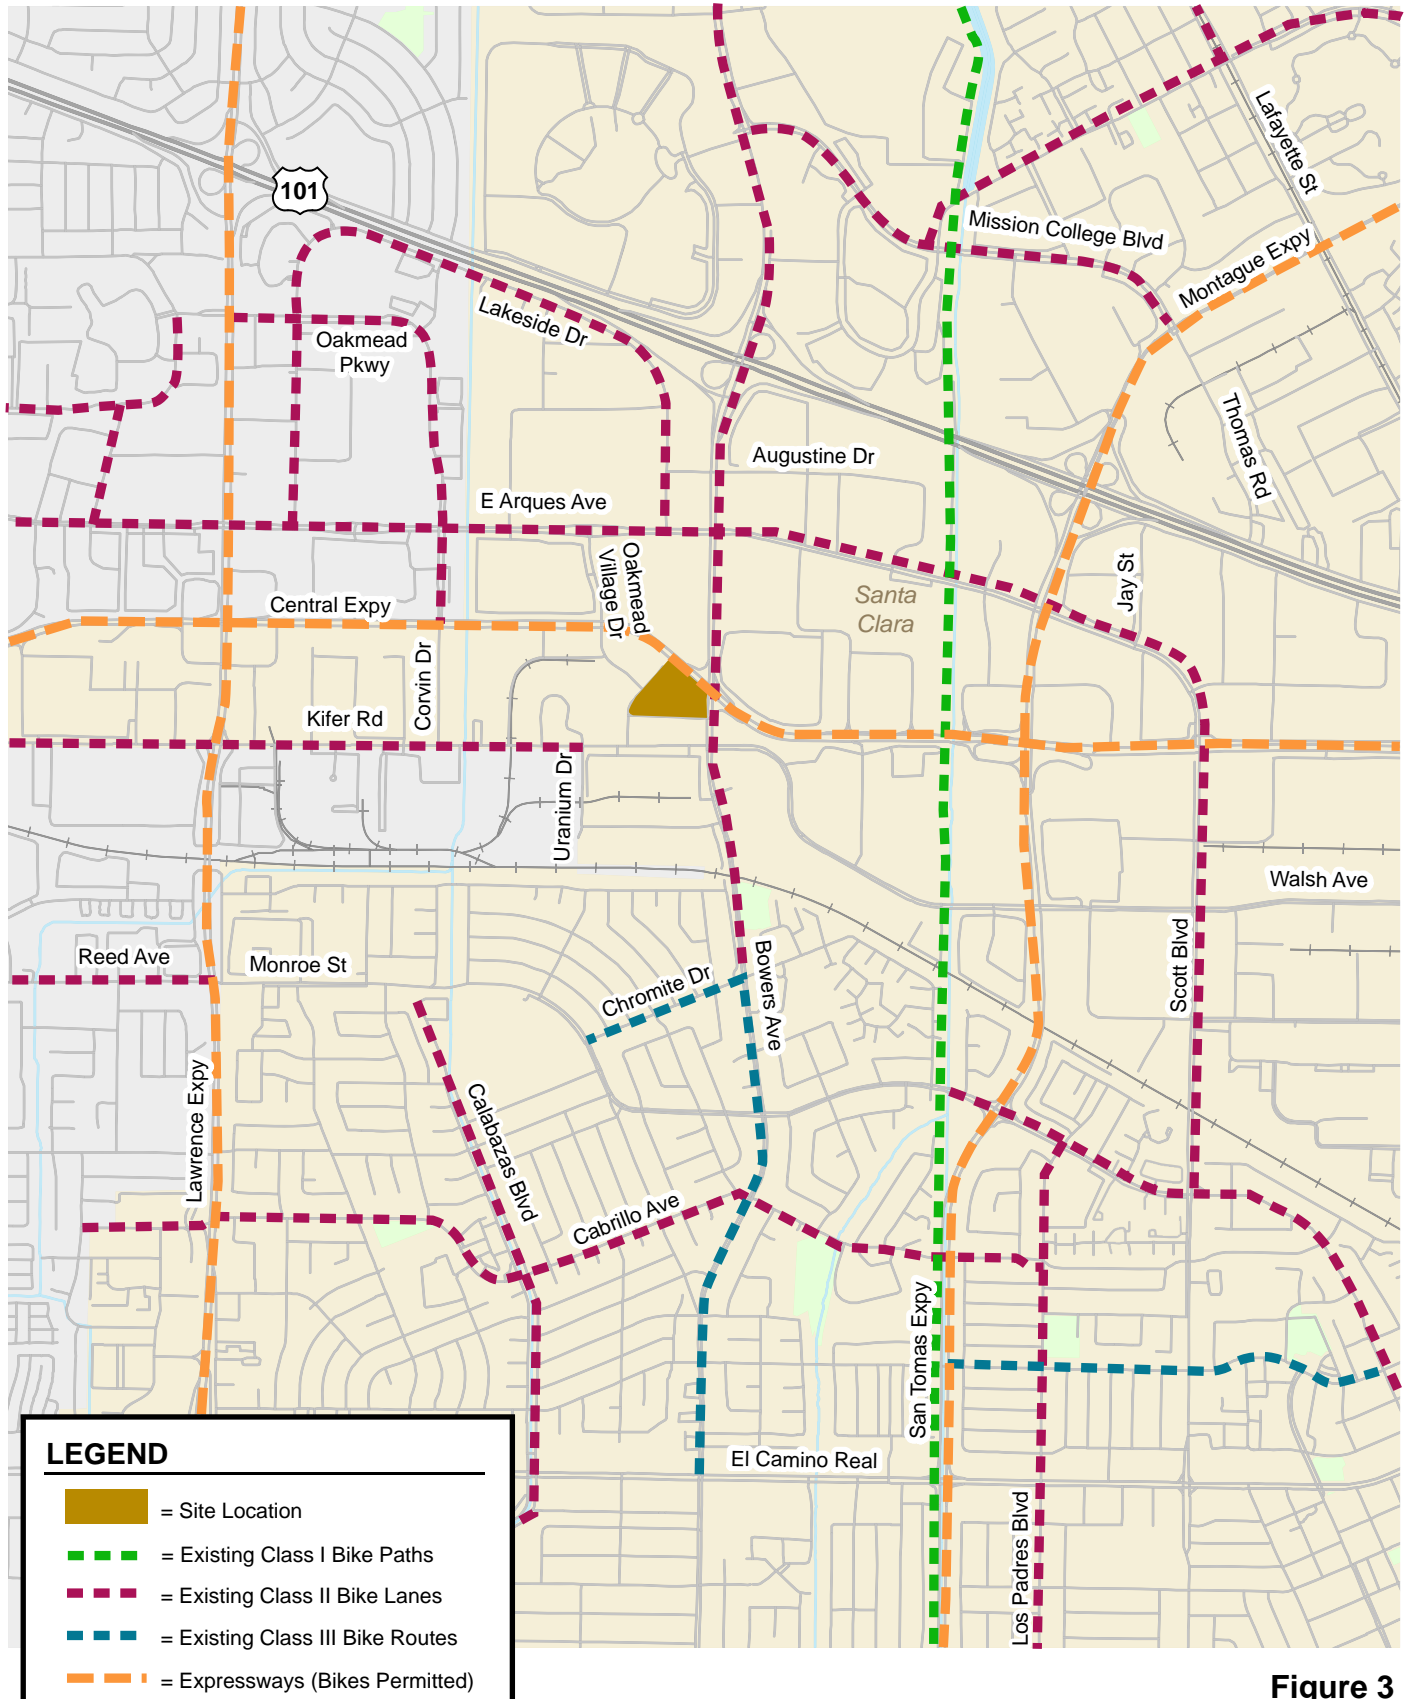 Lafayette St
101
Mission College Blvd
Montague Expy
Lakeside Dr
Oakmead
Pkwy
Thomas Rd
Augustine Dr
E Arques Ave
Oakmead
Village Dr
Santa
Clara
Jay St
Central Expy
Corvin Dr
Kifer Rd
Uranium Dr
Walsh Ave
Reed Ave
Monroe St
Chromite Dr
Bowers Ave
Scott Blvd
Lawrence Expy
Calabazas Blvd
Cabrillo Ave
San Tomas Expy
El Camino Real
Los Padres Blvd
LEGEND
= Site Location
= Existing Class I Bike Paths
= Existing Class II Bike Lanes
= Existing Class III Bike Routes
= Expressways (Bikes Permitted)
Figure 3